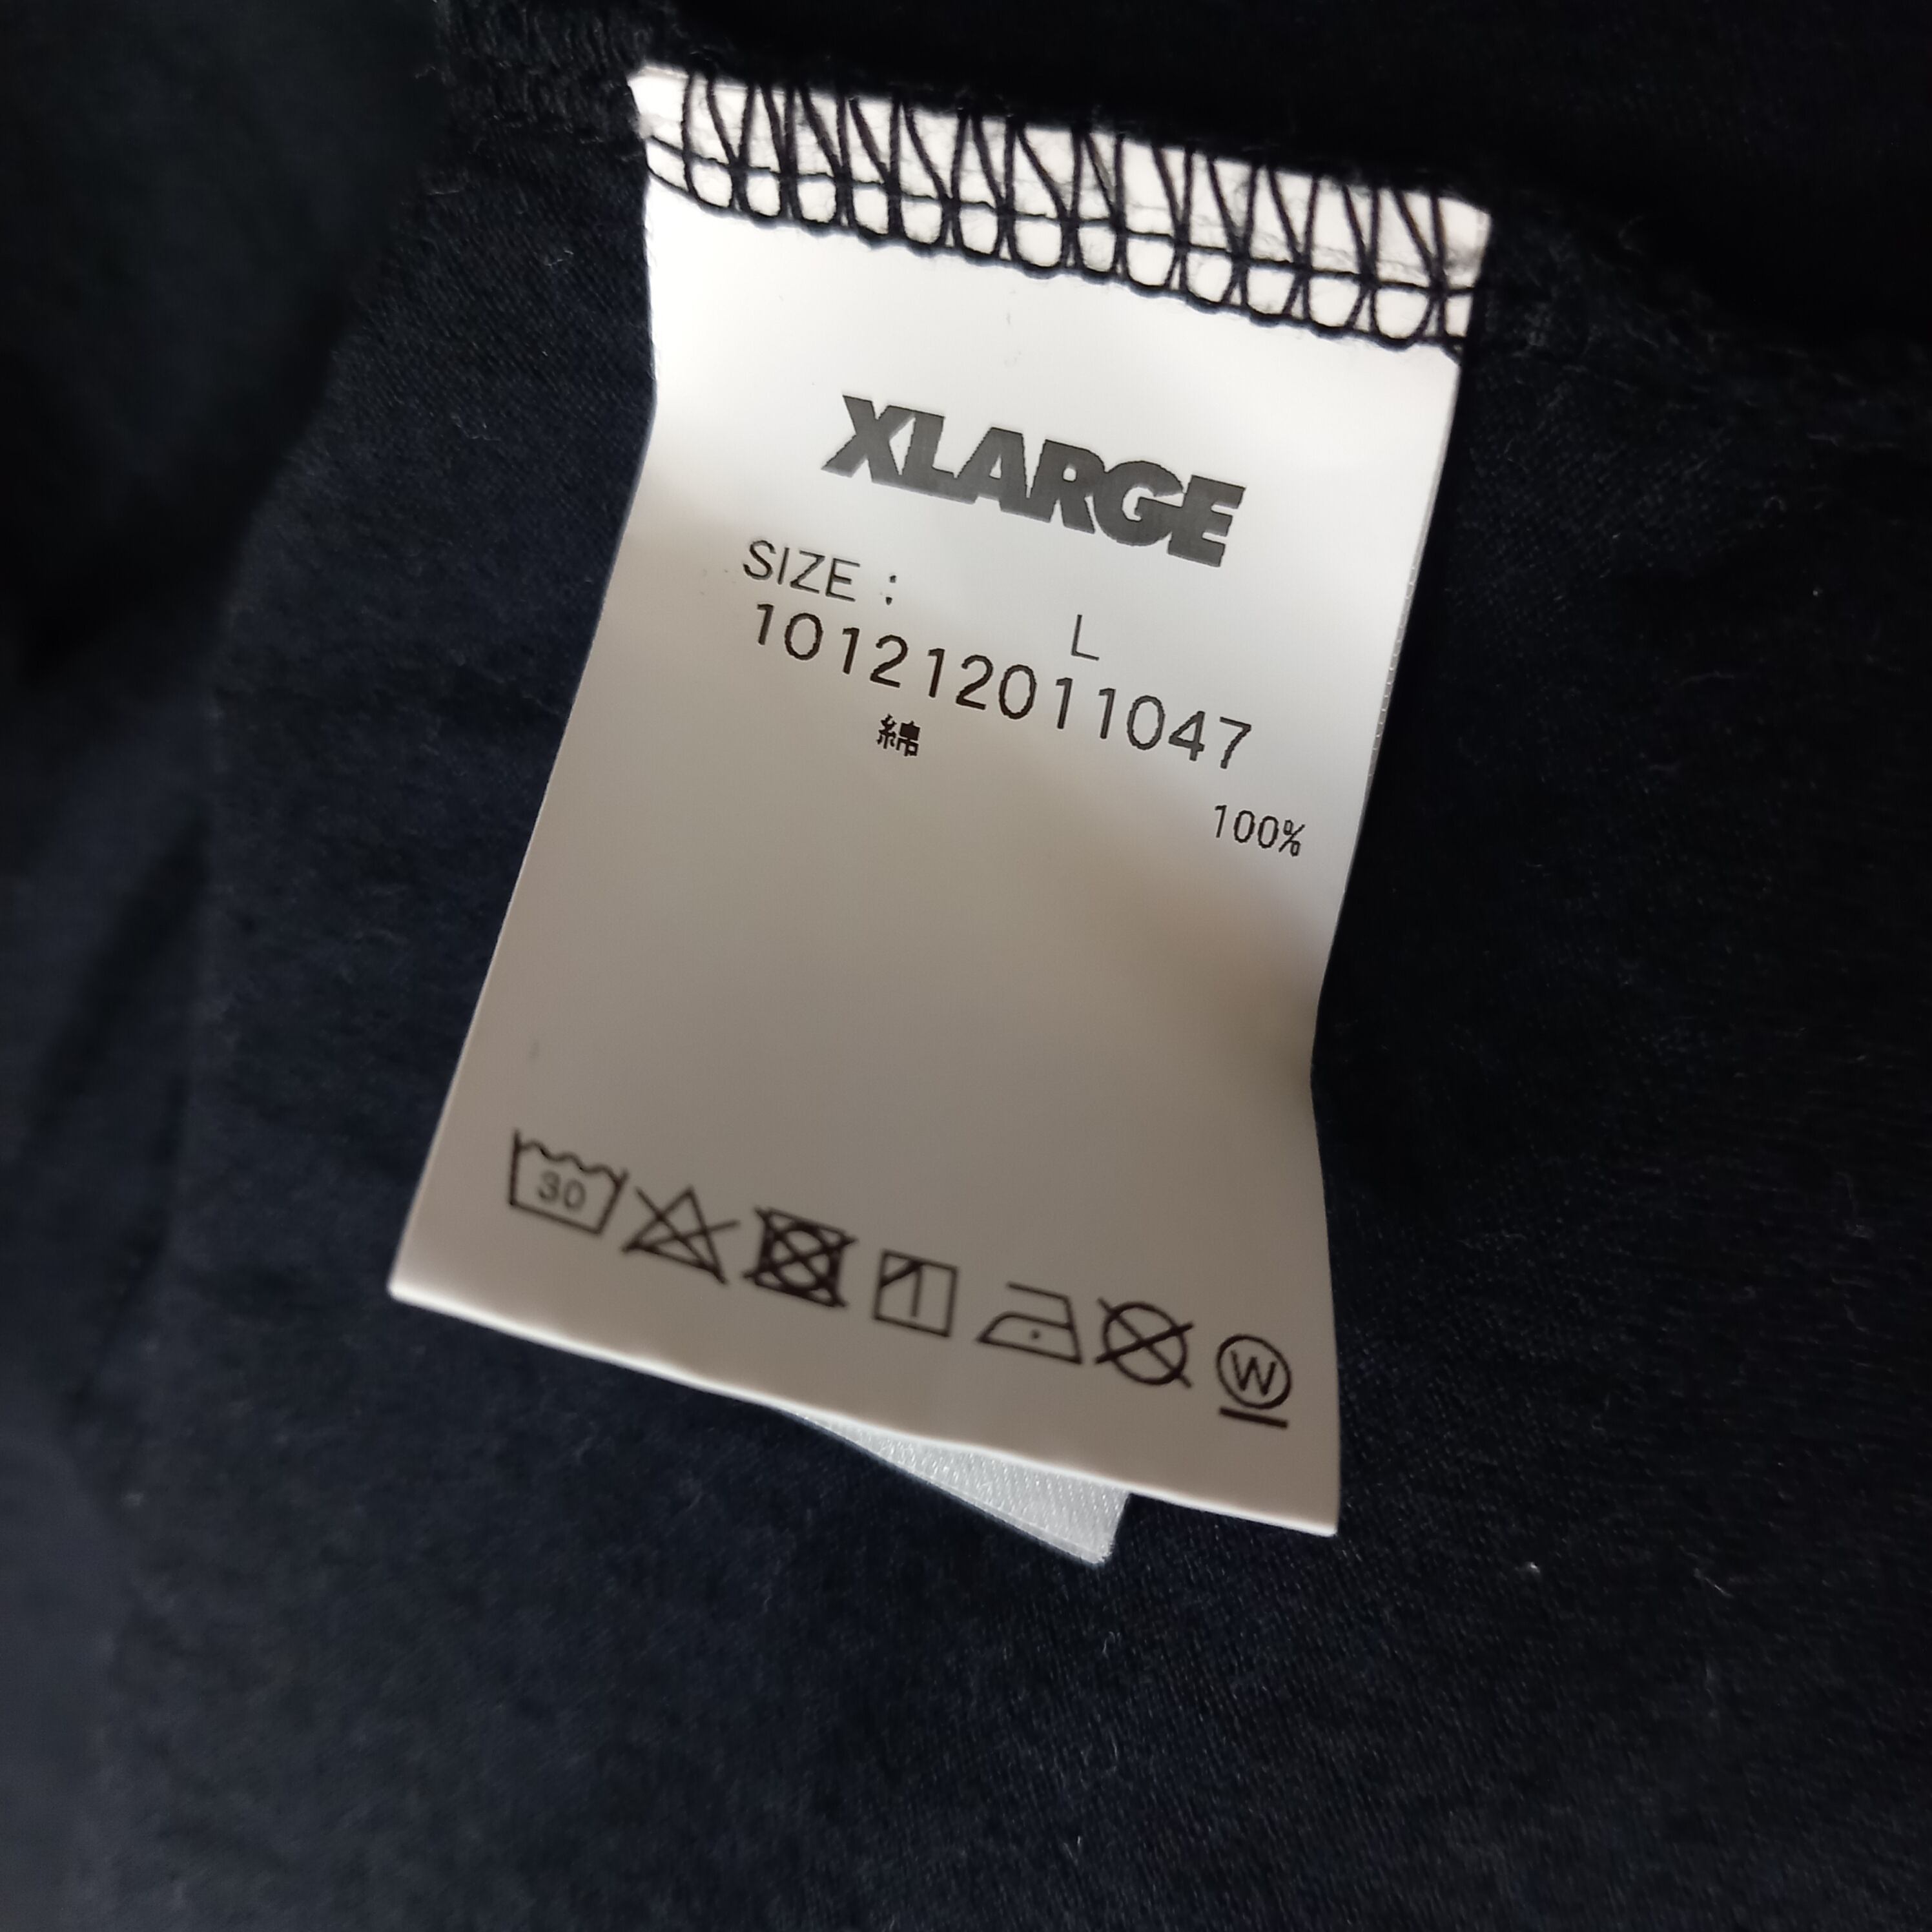 XLARGE
SIZE : L
101212011047
綿 100%
30
W